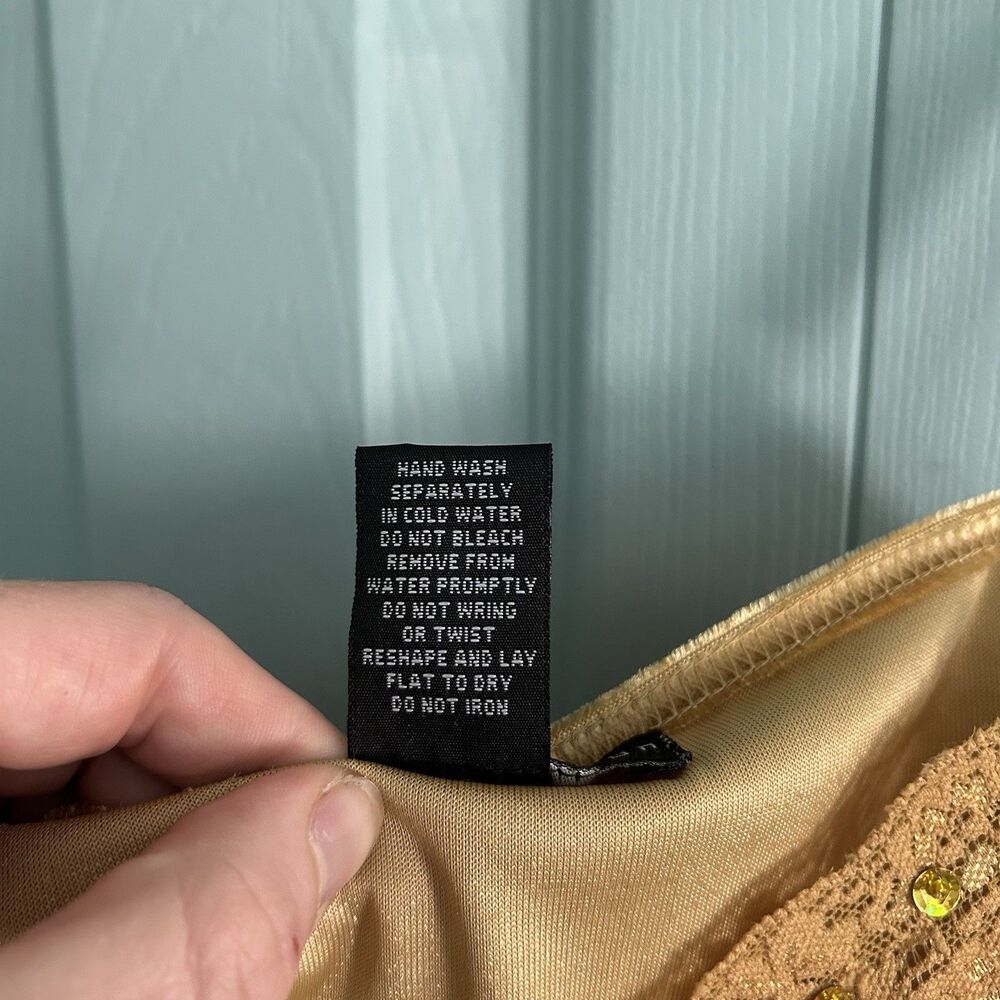 HAND WASH
SEPARATELY
IN COLD WATER
DO NOT BLEACH
REMOVE FROM
WATER PROMPTLY
DO NOT WRING
OR TWIST
RESHAPE AND LAY
FLAT TO DRY
DO NOT IRON